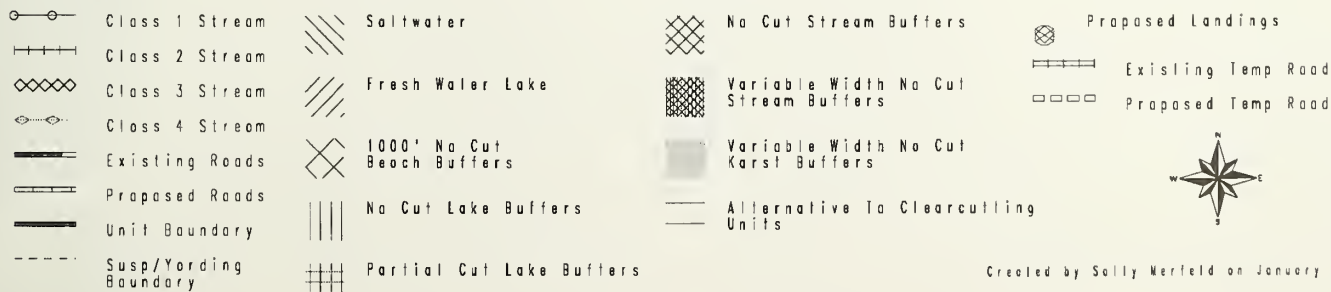 Class 1 Stream
Class 2 Stream
Class 3 Stream
Class 4 Stream
Existing Roads
Proposed Roads
Unit Boundary
Susp/Yarding
Boundary
Saltwater
Fresh Water Lake
1000' No Cut
Beach Buffers
No Cut Lake Buffers
Partial Cut Lake Buffers
No Cut Stream Buffers
Variable Width No Cut
Stream Buffers
Variable Width No Cut
Karst Buffers
Alternative To Clearcutting
Units
Proposed Landings
Existing Temp Road
Proposed Temp Road
N
W E
S
Created by Sally Merfeld on January